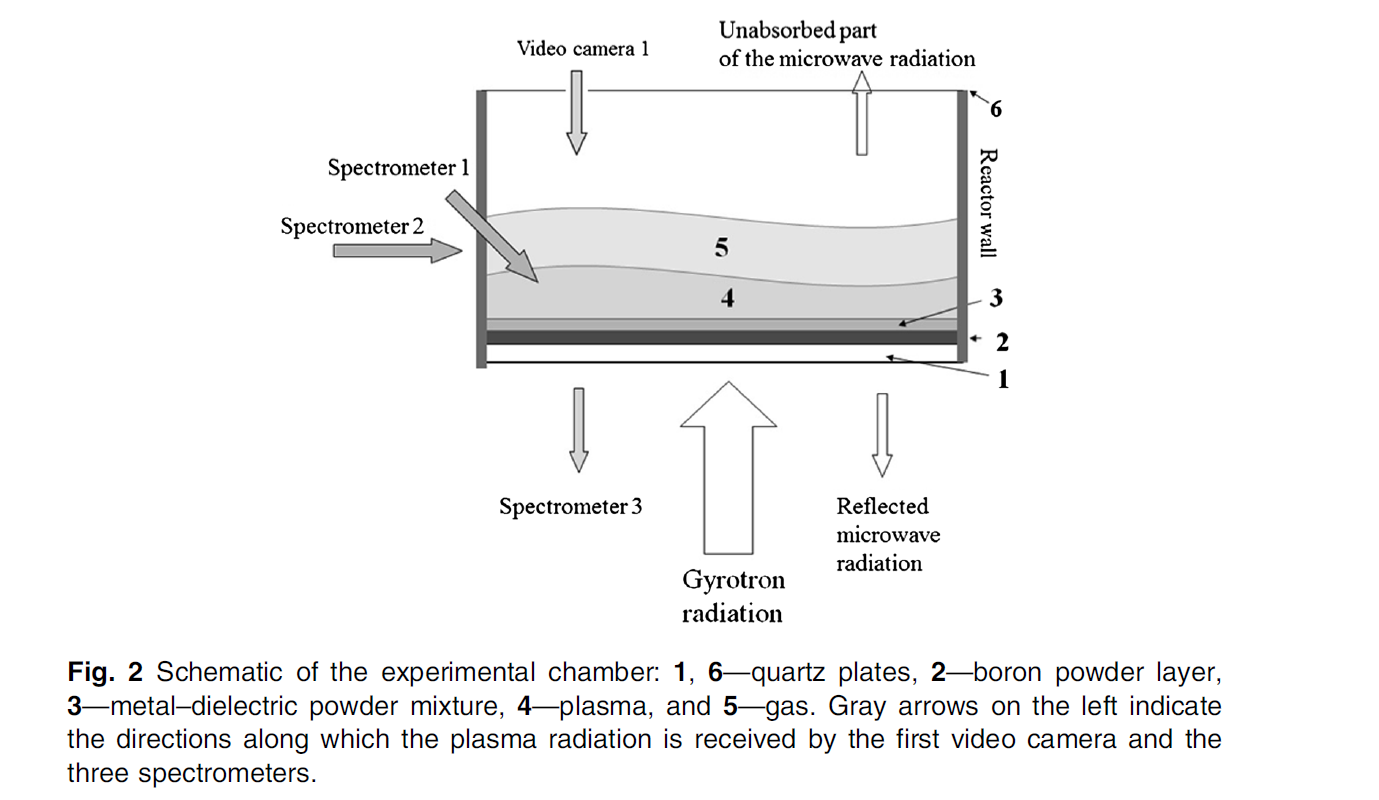 Video camera 1
Unabsorbed part
of the microwave radiation
6
Spectrometer 1
Reactor wall
Spectrometer 2
5
4
3
2
1
Spectrometer 3
Reflected
microwave
radiation
Gyrotron
radiation
Fig. 2 Schematic of the experimental chamber: 1, 6—quartz plates, 2—boron powder layer,
3—metal–dielectric powder mixture, 4—plasma, and 5—gas. Gray arrows on the left indicate
the directions along which the plasma radiation is received by the first video camera and the
three spectrometers.